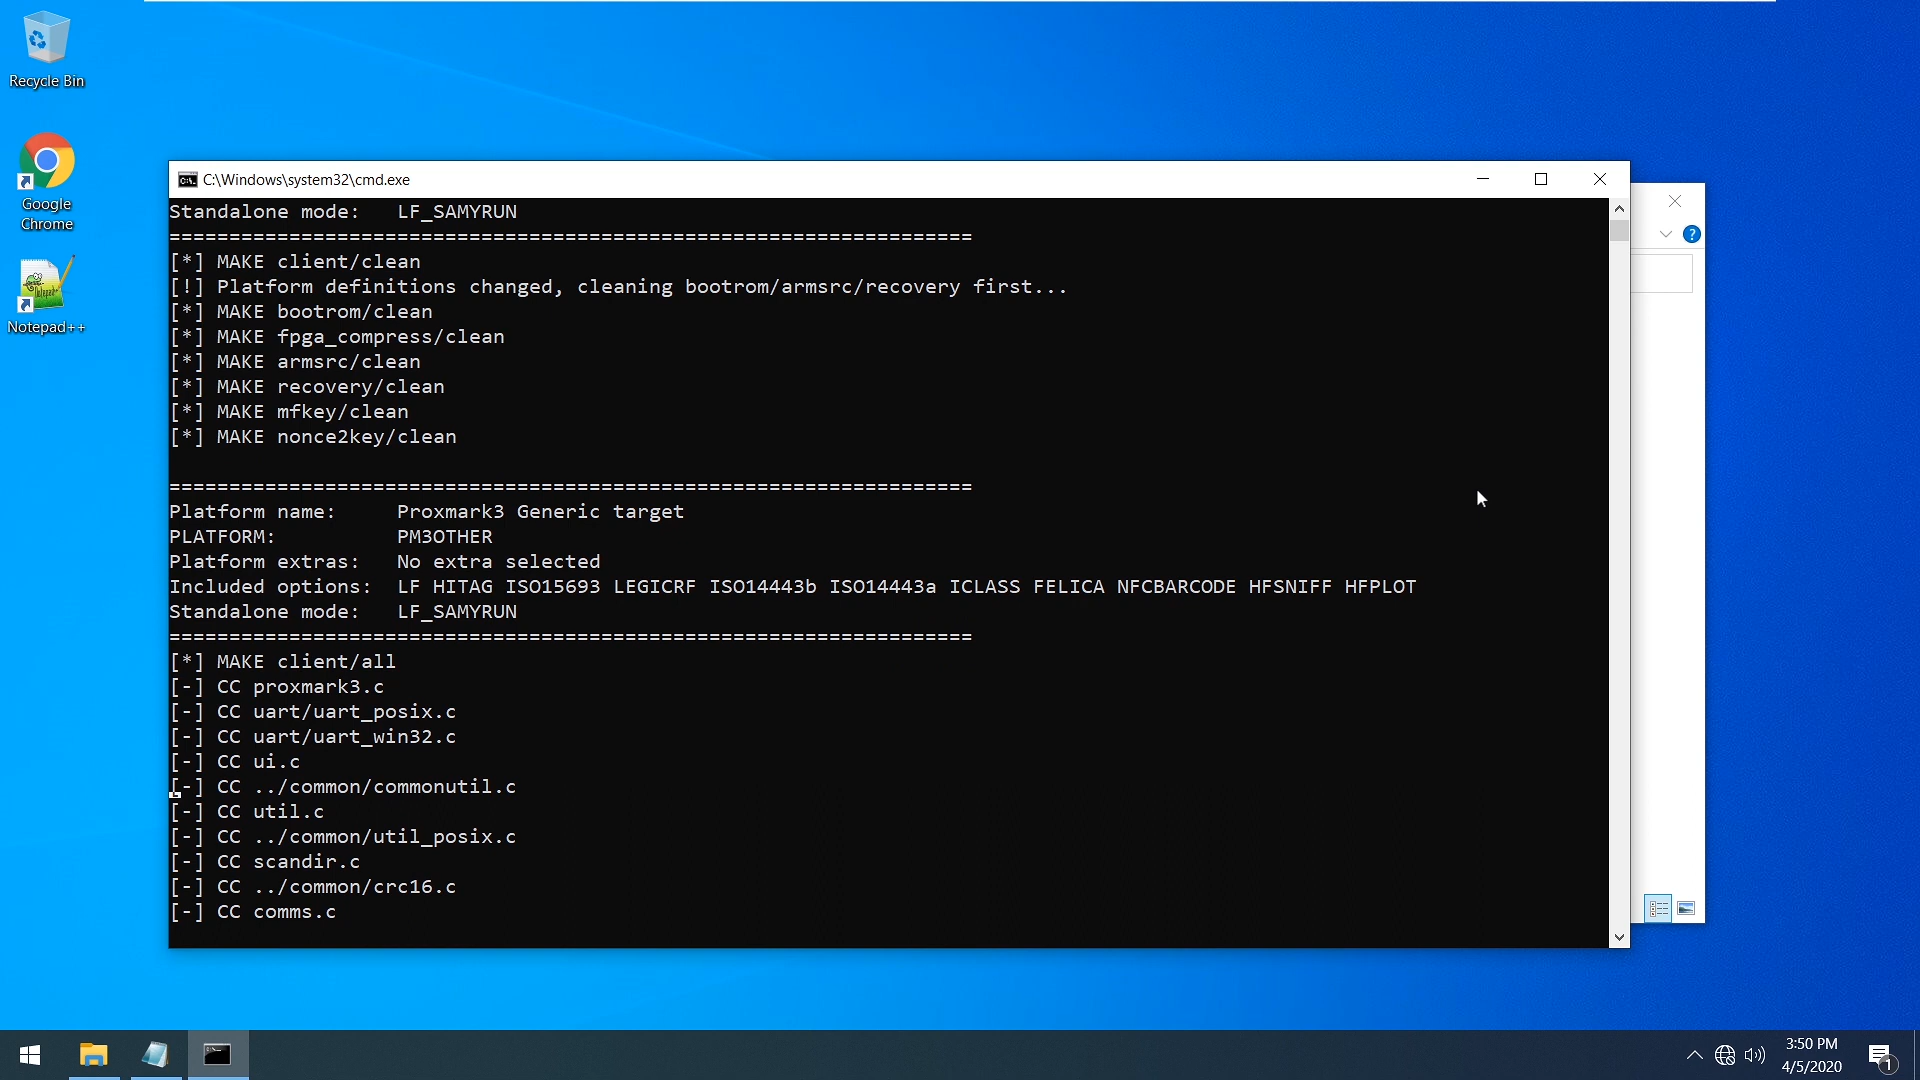 Recycle Bin
Google
Chrome
Notepad++
C:\Windows\system32\cmd.exe
Standalone mode:   LF_SAMYRUN
===================================================================
[*] MAKE client/clean
[!] Platform definitions changed, cleaning bootrom/armsrc/recovery first...
[*] MAKE bootrom/clean
[*] MAKE fpga_compress/clean
[*] MAKE armsrc/clean
[*] MAKE recovery/clean
[*] MAKE mfkey/clean
[*] MAKE nonce2key/clean
===================================================================
Platform name:     Proxmark3 Generic target
PLATFORM:          PM3OTHER
Platform extras:   No extra selected
Included options:  LF HITAG ISO15693 LEGICRF ISO14443b ISO14443a ICLASS FELICA NFCBARCODE HFSNIFF HFPLOT
Standalone mode:   LF_SAMYRUN
===================================================================
[*] MAKE client/all
[-] CC proxmark3.c
[-] CC uart/uart_posix.c
[-] CC uart/uart_win32.c
[-] CC ui.c
[-] CC ../common/commonutil.c
[-] CC util.c
[-] CC ../common/util_posix.c
[-] CC scandir.c
[-] CC ../common/crc16.c
[-] CC comms.c
3:50 PM
4/5/2020
1